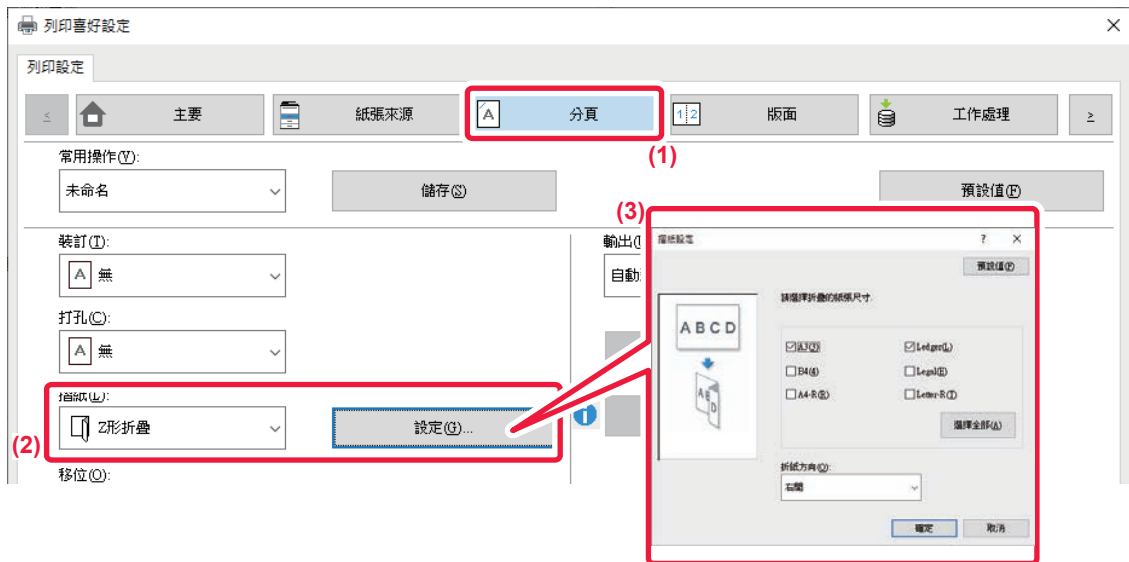 列印喜好設定
列印設定
主要
紙張來源
A
分頁
1 2
版面
工作處理
(1)
常用操作(V):
未命名
儲存(S)
預設值(F)
(3)
裝訂(T):
A 無
輸出(
自動
打孔(C):
A 無
摺紙(L):
Z形折疊
設定(G)...
(2)
移位(O):
摺紙設定
? ×
預設值(F)
請選擇折疊的紙張尺寸
A B C D
A B D
A3(3)
Ledger(L)
B4(4)
Legal(E)
A4-R(R)
Letter-R(T)
選擇全部(A)
折紙方向(O):
右開
確定
取消